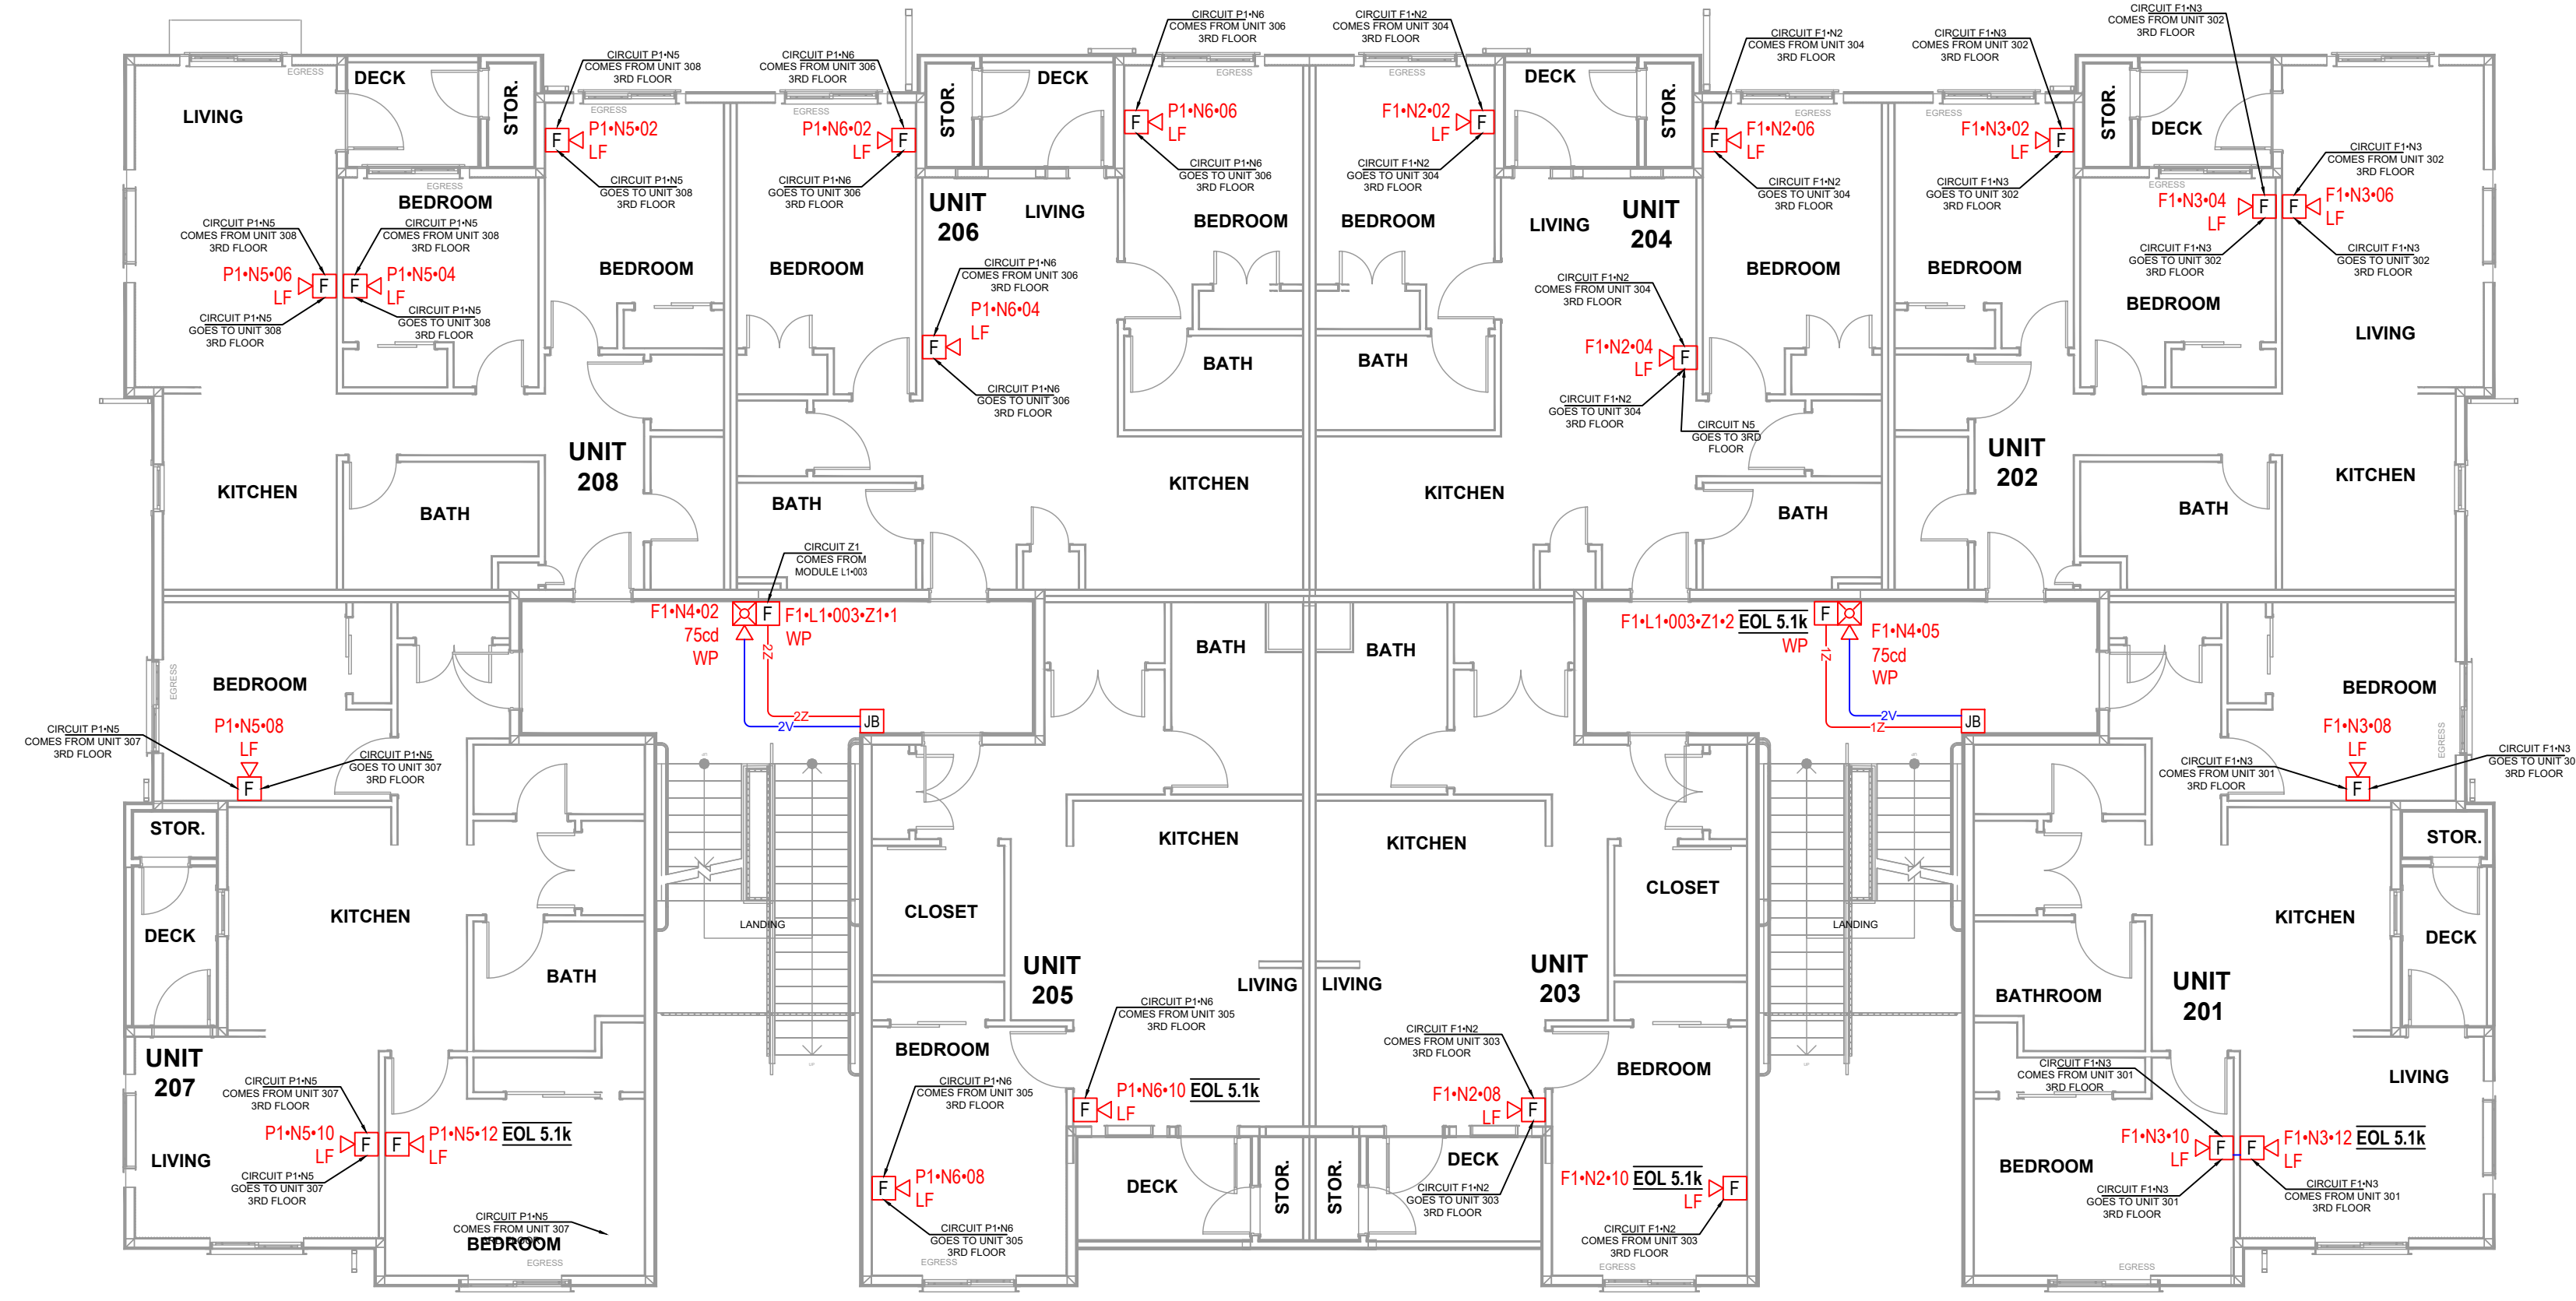 CIRCUIT P1•N6
COMES FROM UNIT 306
3RD FLOOR
CIRCUIT F1•N2
COMES FROM UNIT 304
3RD FLOOR
CIRCUIT F1•N3
COMES FROM UNIT 302
3RD FLOOR
CIRCUIT P1•N5
COMES FROM UNIT 308
3RD FLOOR
CIRCUIT P1•N6
COMES FROM UNIT 306
3RD FLOOR
CIRCUIT F1•N2
COMES FROM UNIT 304
3RD FLOOR
CIRCUIT F1•N3
COMES FROM UNIT 302
3RD FLOOR
EGRESS
DECK
STOR.
LIVING
EGRESS
F
P1•N5•02
LF
CIRCUIT P1•N5
GOES TO UNIT 308
3RD FLOOR
EGRESS
P1•N6•02
LF
F
CIRCUIT P1•N6
GOES TO UNIT 306
3RD FLOOR
STOR.
DECK
EGRESS
F
P1•N6•06
LF
CIRCUIT P1•N6
GOES TO UNIT 306
3RD FLOOR
EGRESS
F1•N2•02
LF
F
CIRCUIT F1•N2
GOES TO UNIT 304
3RD FLOOR
DECK
STOR.
EGRESS
F
F1•N2•06
LF
CIRCUIT F1•N2
GOES TO UNIT 304
3RD FLOOR
EGRESS
F1•N3•02
LF
F
CIRCUIT F1•N3
GOES TO UNIT 302
3RD FLOOR
STOR.
DECK
EGRESS
CIRCUIT F1•N3
COMES FROM UNIT 302
3RD FLOOR
F1•N3•04
LF
F
F
F1•N3•06
LF
CIRCUIT F1•N3
GOES TO UNIT 302
3RD FLOOR
CIRCUIT F1•N3
GOES TO UNIT 302
3RD FLOOR
EGRESS
BEDROOM
CIRCUIT P1•N5
COMES FROM UNIT 308
3RD FLOOR
CIRCUIT P1•N5
COMES FROM UNIT 308
3RD FLOOR
P1•N5•06
LF
F
F
P1•N5•04
LF
CIRCUIT P1•N5
GOES TO UNIT 308
3RD FLOOR
CIRCUIT P1•N5
GOES TO UNIT 308
3RD FLOOR
BEDROOM
BEDROOM
UNIT
206
LIVING
BEDROOM
CIRCUIT P1•N6
COMES FROM UNIT 306
3RD FLOOR
P1•N6•04
LF
F
CIRCUIT P1•N6
GOES TO UNIT 306
3RD FLOOR
BATH
BEDROOM
LIVING
UNIT
204
CIRCUIT F1•N2
COMES FROM UNIT 304
3RD FLOOR
F1•N2•04
LF
F
CIRCUIT F1•N2
GOES TO UNIT 304
3RD FLOOR
CIRCUIT N5
GOES TO 3RD
FLOOR
BATH
BEDROOM
BEDROOM
BEDROOM
LIVING
UNIT
208
KITCHEN
BATH
BATH
KITCHEN
KITCHEN
BATH
UNIT
202
BATH
KITCHEN
CIRCUIT Z1
COMES FROM
MODULE L1•003
F1•N4•02
75cd
WP
F
F1•L1•003•Z1•1
WP
2Z
2Z
2V
JB
F1•L1•003•Z1•2 EOL 5.1k
WP
F
F1•N4•05
75cd
WP
1Z
2V
1Z
JB
EGRESS
BEDROOM
P1•N5•08
LF
F
CIRCUIT P1•N5
COMES FROM UNIT 307
3RD FLOOR
CIRCUIT P1•N5
GOES TO UNIT 307
3RD FLOOR
BATH
BATH
BEDROOM
EGRESS
F1•N3•08
LF
F
CIRCUIT F1•N3
COMES FROM UNIT 301
3RD FLOOR
CIRCUIT F1•N3
GOES TO UNIT 30
3RD FLOOR
STOR.
DECK
KITCHEN
BATH
LANDING
CLOSET
KITCHEN
UNIT
205
LIVING
KITCHEN
LIVING
UNIT
203
CLOSET
LANDING
BATHROOM
UNIT
201
KITCHEN
STOR.
DECK
UNIT
207
LIVING
CIRCUIT P1•N5
COMES FROM UNIT 307
3RD FLOOR
P1•N5•10
LF
F
F
P1•N5•12 EOL 5.1k
LF
CIRCUIT P1•N5
GOES TO UNIT 307
3RD FLOOR
CIRCUIT P1•N5
COMES FROM UNIT 307
3RD FLOOR
BEDROOM
EGRESS
BEDROOM
CIRCUIT P1•N6
COMES FROM UNIT 305
3RD FLOOR
F
P1•N6•08
LF
CIRCUIT P1•N6
GOES TO UNIT 305
3RD FLOOR
EGRESS
CIRCUIT P1•N6
COMES FROM UNIT 305
3RD FLOOR
F
P1•N6•10 EOL 5.1k
LF
DECK
STOR.
STOR.
CIRCUIT F1•N2
COMES FROM UNIT 303
3RD FLOOR
F1•N2•08
LF
F
DECK
CIRCUIT F1•N2
GOES TO UNIT 303
3RD FLOOR
BEDROOM
F1•N2•10 EOL 5.1k
LF
F
CIRCUIT F1•N2
COMES FROM UNIT 303
3RD FLOOR
EGRESS
CIRCUIT F1•N3
COMES FROM UNIT 301
3RD FLOOR
BEDROOM
F1•N3•10
LF
F
F
F1•N3•12 EOL 5.1k
LF
CIRCUIT F1•N3
GOES TO UNIT 301
3RD FLOOR
CIRCUIT F1•N3
COMES FROM UNIT 301
3RD FLOOR
LIVING
EGRESS